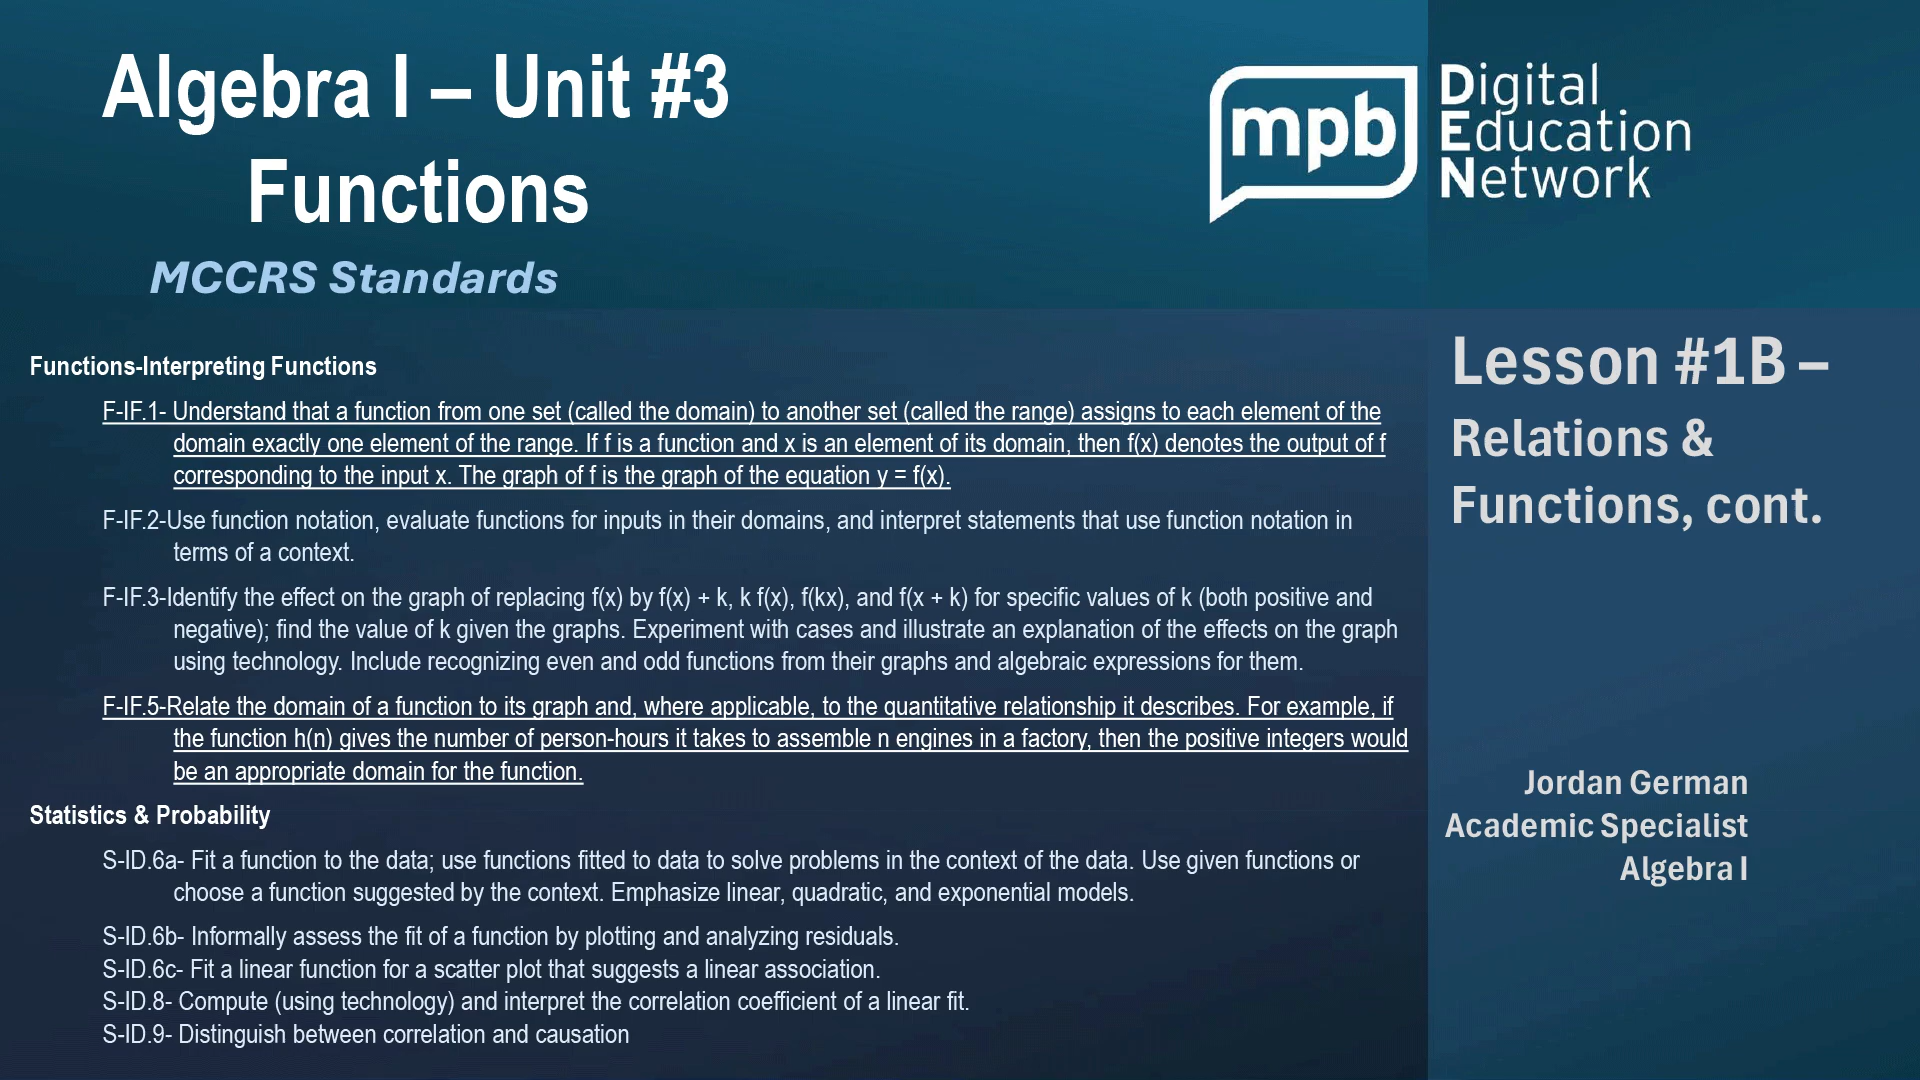 Algebra I – Unit #3
Functions
MCCRS Standards
mpb
Digital
Education
Network
Functions-Interpreting Functions
F-IF.1- Understand that a function from one set (called the domain) to another set (called the range) assigns to each element of the
domain exactly one element of the range. If f is a function and x is an element of its domain, then f(x) denotes the output of f
corresponding to the input x. The graph of f is the graph of the equation y = f(x).
F-IF.2-Use function notation, evaluate functions for inputs in their domains, and interpret statements that use function notation in
terms of a context.
F-IF.3-Identify the effect on the graph of replacing f(x) by f(x) + k, k f(x), f(kx), and f(x + k) for specific values of k (both positive and
negative); find the value of k given the graphs. Experiment with cases and illustrate an explanation of the effects on the graph
using technology. Include recognizing even and odd functions from their graphs and algebraic expressions for them.
F-IF.5-Relate the domain of a function to its graph and, where applicable, to the quantitative relationship it describes. For example, if
the function h(n) gives the number of person-hours it takes to assemble n engines in a factory, then the positive integers would
be an appropriate domain for the function.
Statistics & Probability
S-ID.6a- Fit a function to the data; use functions fitted to data to solve problems in the context of the data. Use given functions or
choose a function suggested by the context. Emphasize linear, quadratic, and exponential models.
S-ID.6b- Informally assess the fit of a function by plotting and analyzing residuals.
S-ID.6c- Fit a linear function for a scatter plot that suggests a linear association.
S-ID.8- Compute (using technology) and interpret the correlation coefficient of a linear fit.
S-ID.9- Distinguish between correlation and causation
Lesson #1B –
Relations &
Functions, cont.
Jordan German
Academic Specialist
Algebra I